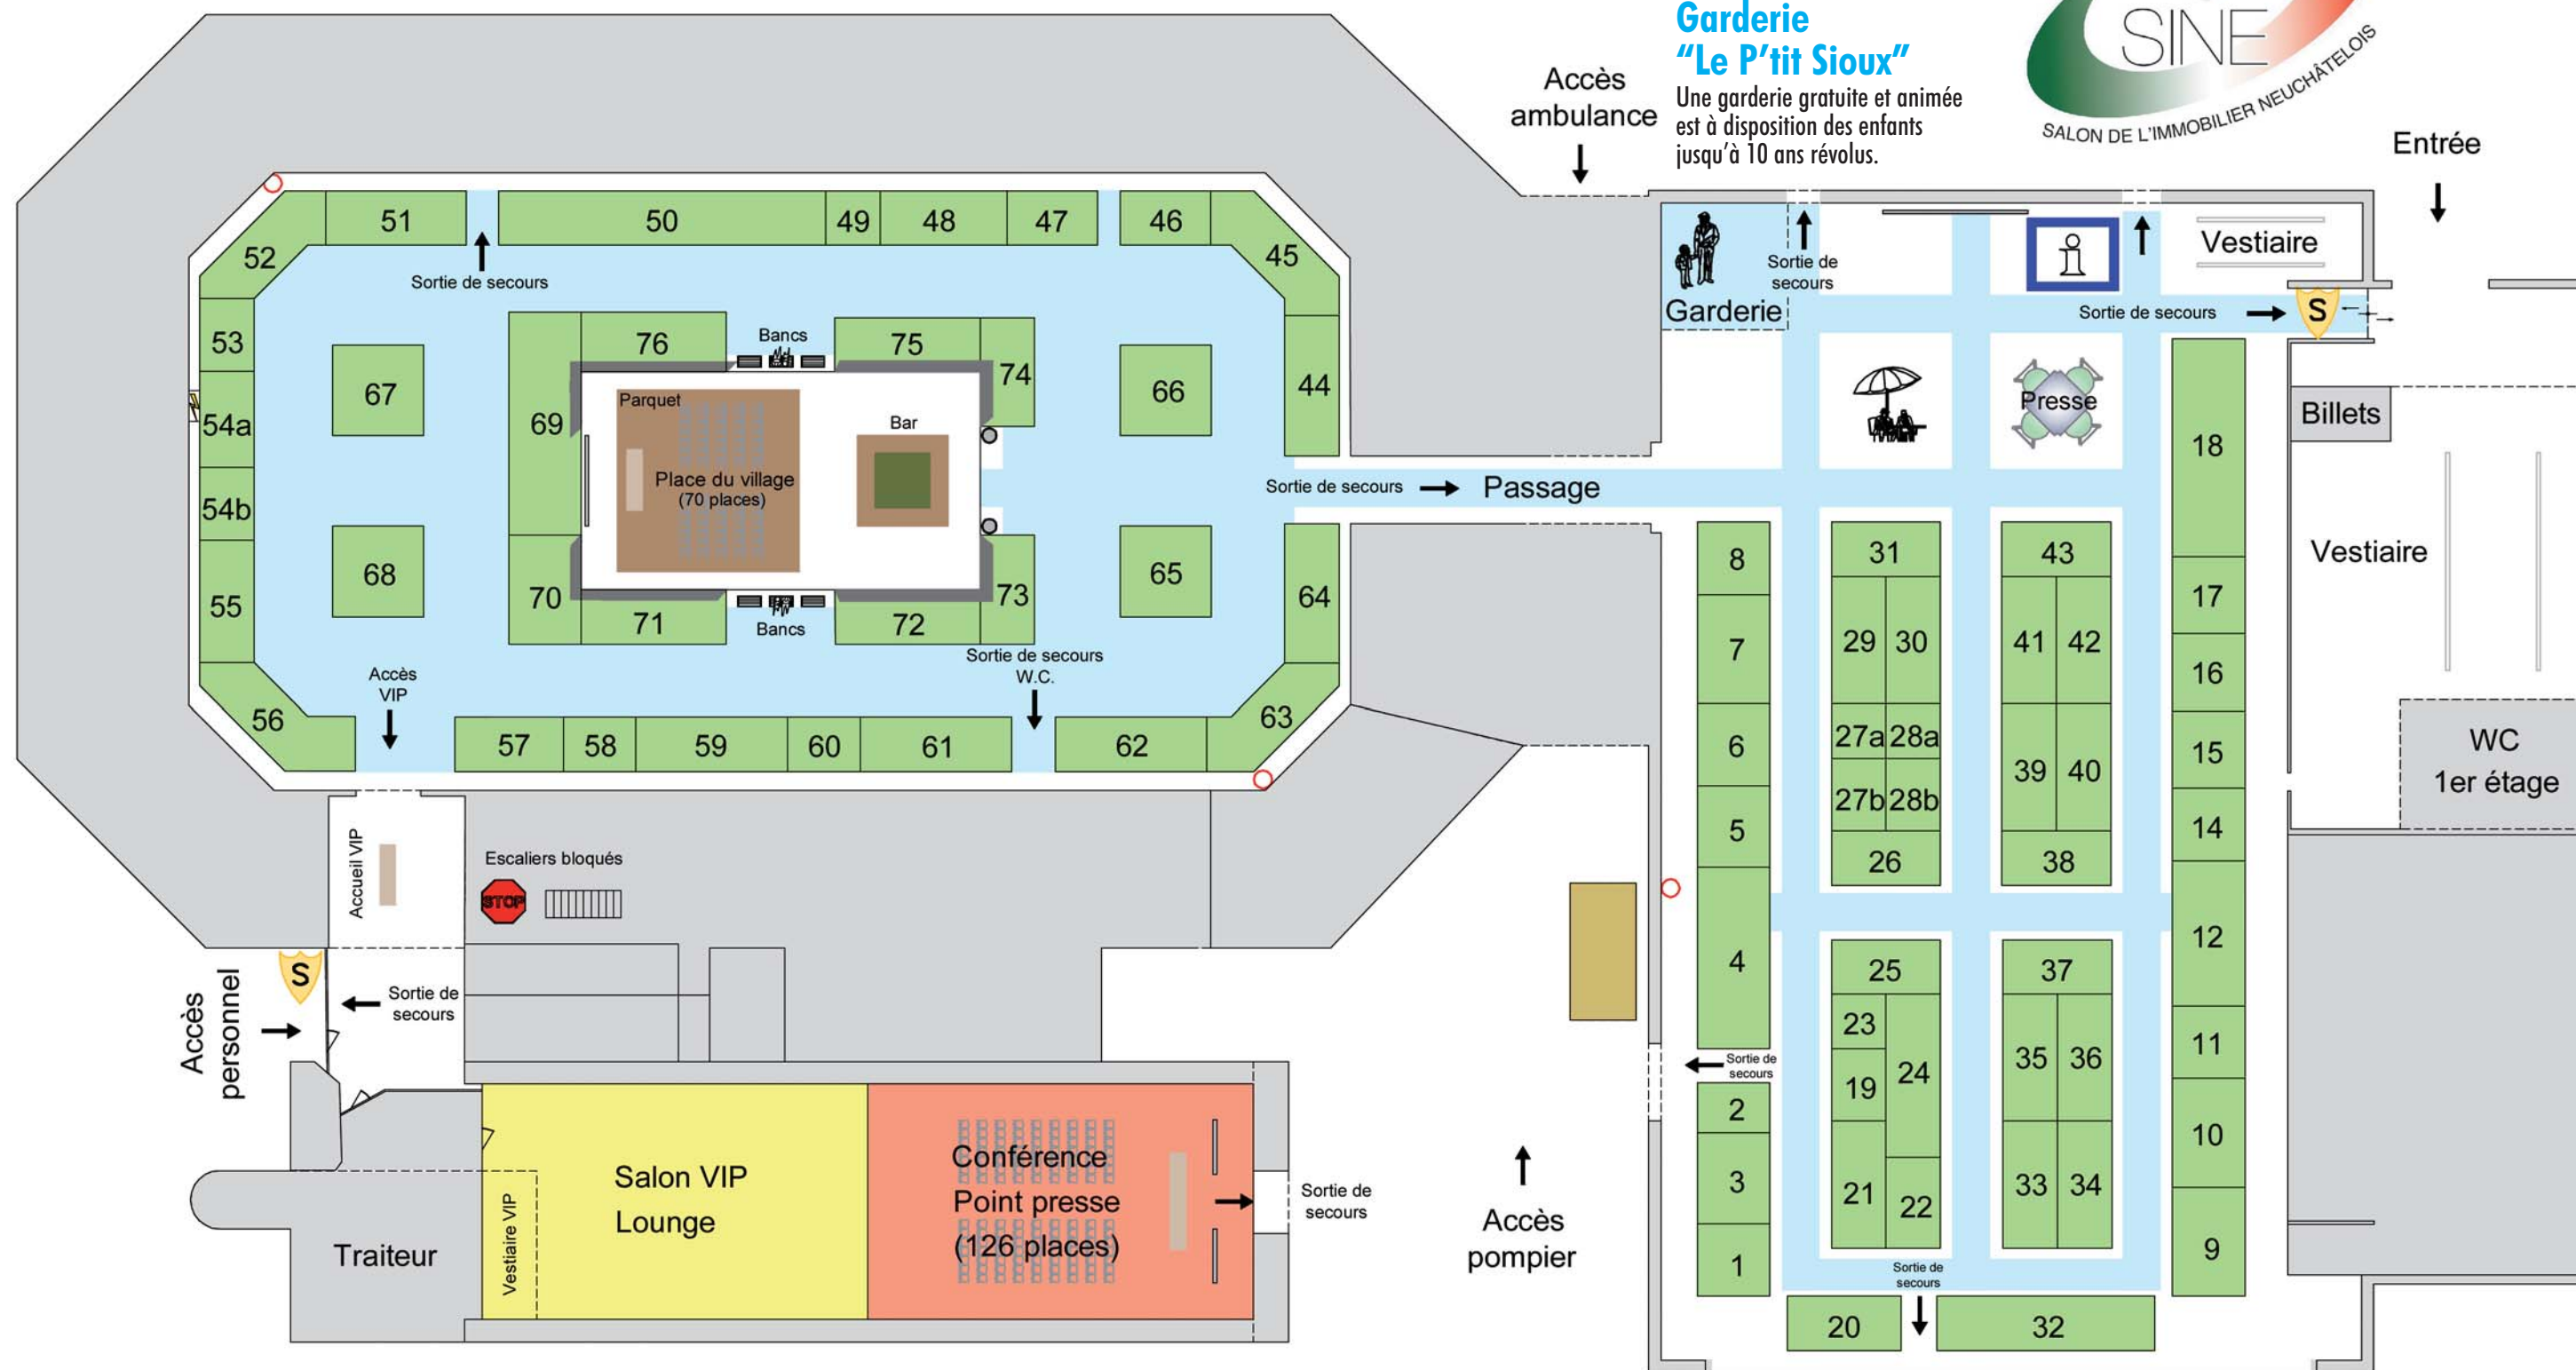 Garderie
“Le P’tit Sioux”
Une garderie gratuite et animée
est à disposition des enfants
jusqu’à 10 ans révolus.
SINE
SALON DE L'IMMOBILIER NEUCHÂTELOIS
Accès
ambulance
Entrée
51
50
49
48
47
46
52
45
Sortie de secours
53
54a
54b
55
56
67
68
76
Bancs
75
74
69
Parquet
Bar
Place du village
(70 places)
70
71
Bancs
72
73
66
65
44
64
63
Sortie de secours
W.C.
Accès
VIP
57
58
59
60
61
62
Sortie de secours
Passage
Garderie
Sortie de
secours
i
Vestiaire
Sortie de secours
S
Presse
Billets
Vestiaire
WC
1er étage
18
17
16
15
14
12
11
10
9
8
7
6
5
4
Sortie de
secours
2
3
1
31
29
30
27a
28a
27b
28b
26
43
41
42
39
40
38
25
23
24
19
21
22
37
35
36
33
34
Sortie de
secours
20
32
Accueil VIP
Escaliers bloqués
STOP
S
Accès
personnel
Sortie de
secours
Traiteur
Vestiaire VIP
Salon VIP
Lounge
Conférence
Point presse
(126 places)
Sortie de
secours
Accès
pompier